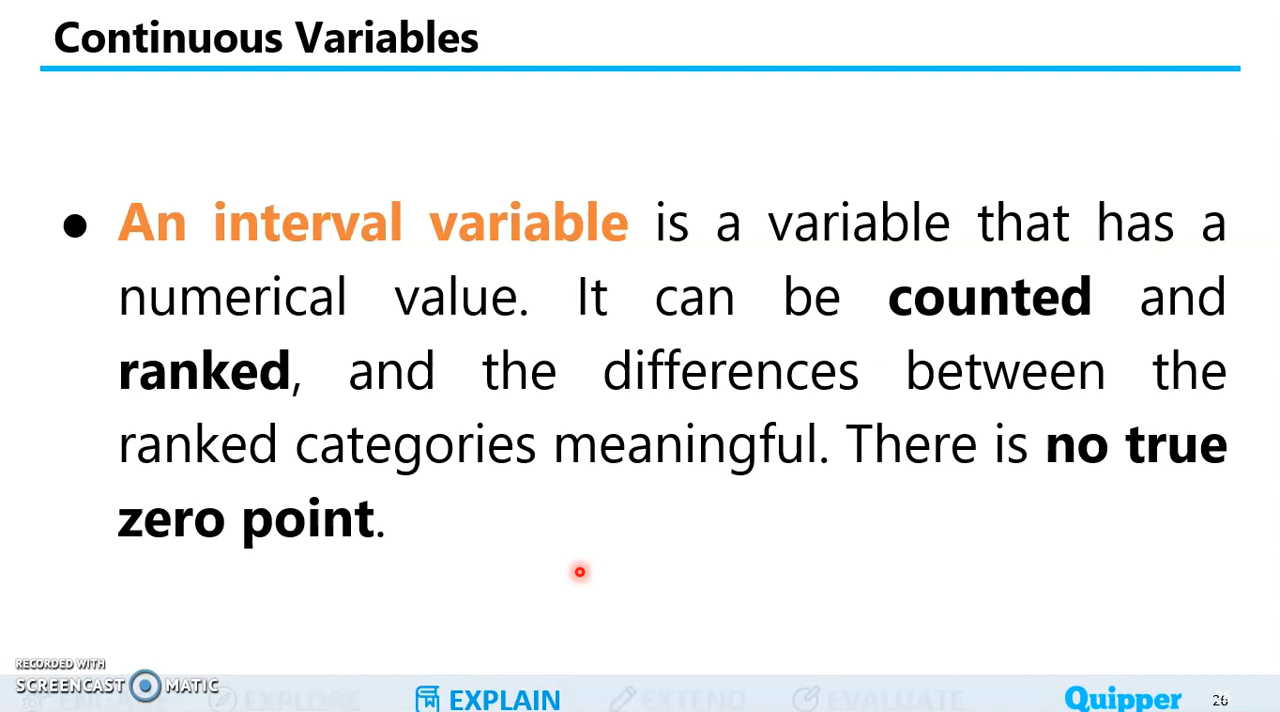 Continuous Variables
● An interval variable is a variable that has a
numerical value. It can be counted and
ranked, and the differences between the
ranked categories meaningful. There is no true
zero point.
RECORDED WITH
SCREENCAST MATIC
EXPLORE EXPLAIN EXTEND EVALUATE Quipper 26